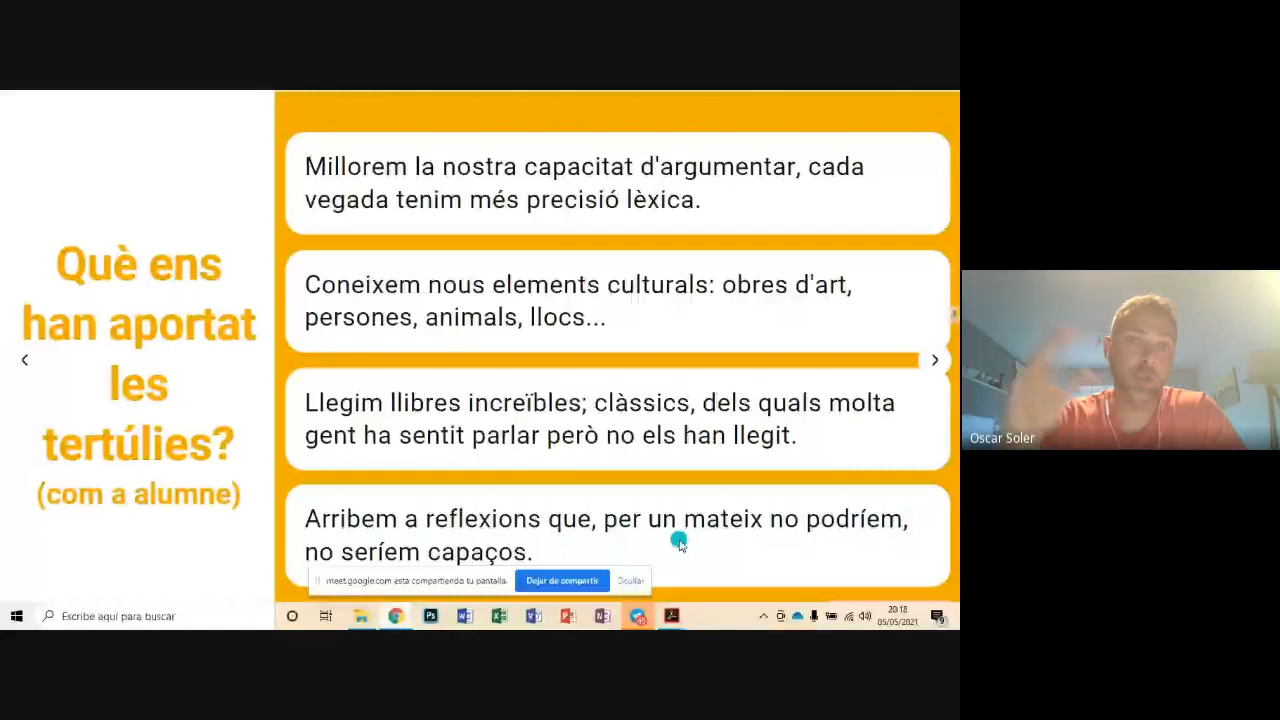 Què ens
han aportat
les
tertúlies?
(com a alumne)
Millorem la nostra capacitat d'argumentar, cada
vegada tenim més precisió lèxica.
Coneixem nous elements culturals: obres d'art,
persones, animals, llocs...
Llegim llibres increïbles; clàssics, dels quals molta
gent ha sentit parlar però no els han llegit.
Arribem a reflexions que, per un mateix no podríem,
no seríem capaços.
meet.google.com esta compartiendo tu pantalla.
Dejar de compartir
Ocultar
Escribe aquí para buscar
20:18
05/05/2021
Oscar Soler